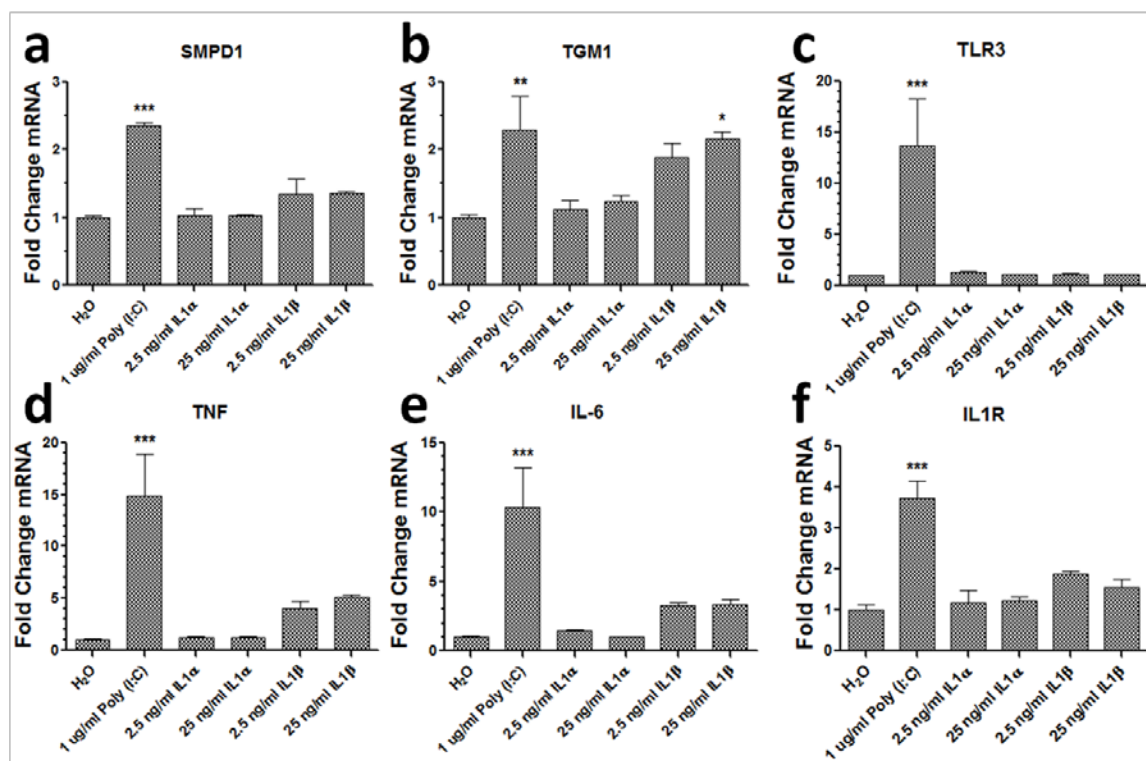 a
SMPD1
Fold Change mRNA
3
2
1
0
***
H₂O
1 ug/ml Poly (I:C)
2.5 ng/ml IL1α
25 ng/ml IL1α
2.5 ng/ml IL1β
25 ng/ml IL1β
b
TGM1
Fold Change mRNA
3
2
1
0
**
*
H₂O
1 ug/ml Poly (I:C)
2.5 ng/ml IL1α
25 ng/ml IL1α
2.5 ng/ml IL1β
25 ng/ml IL1β
c
TLR3
Fold Change mRNA
20
15
10
5
0
***
H₂O
1 ug/ml Poly (I:C)
2.5 ng/ml IL1α
25 ng/ml IL1α
2.5 ng/ml IL1β
25 ng/ml IL1β
d
TNF
Fold Change mRNA
20
15
10
5
0
***
H₂O
1 ug/ml Poly (I:C)
2.5 ng/ml IL1α
25 ng/ml IL1α
2.5 ng/ml IL1β
25 ng/ml IL1β
e
IL-6
Fold Change mRNA
15
10
5
0
***
H₂O
1 ug/ml Poly (I:C)
2.5 ng/ml IL1α
25 ng/ml IL1α
2.5 ng/ml IL1β
25 ng/ml IL1β
f
IL1R
Fold Change mRNA
5
4
3
2
1
0
***
H₂O
1 ug/ml Poly (I:C)
2.5 ng/ml IL1α
25 ng/ml IL1α
2.5 ng/ml IL1β
25 ng/ml IL1β